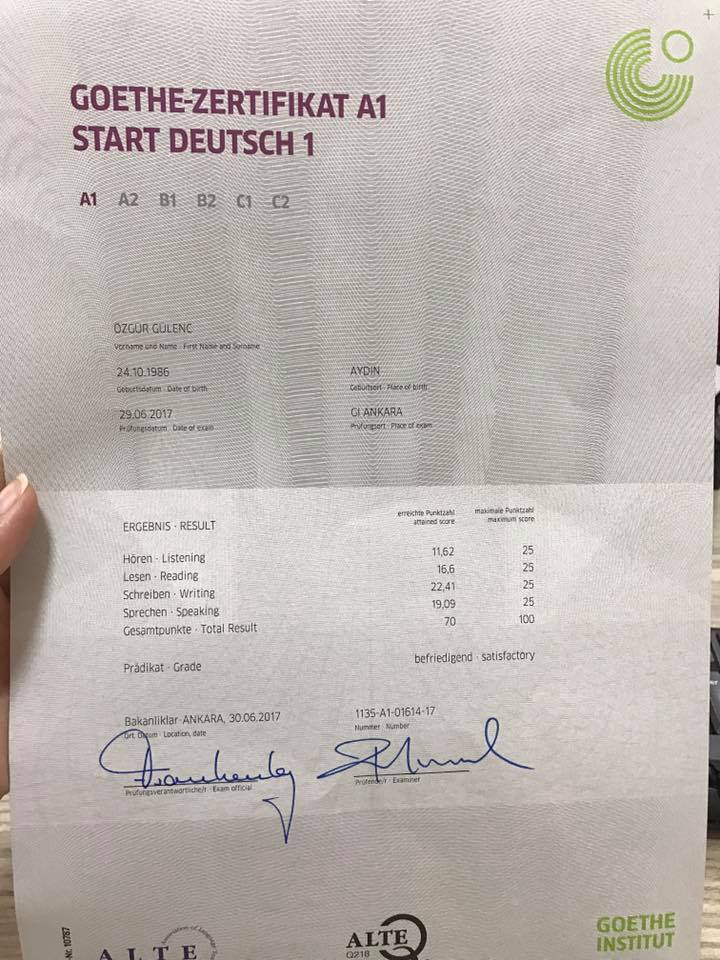 GOETHE-ZERTIFIKAT A1
START DEUTSCH 1
A1 A2 B1 B2 C1 C2
ÖZGÜR GÜLENÇ
Vorname und Name · First Name and Surname
24.10.1986 AYDIN
Geburtsdatum · Date of birth Geburtsort · Place of birth
29.06.2017 GI ANKARA
Prüfungsdatum · Date of exam Prüfungsort · Place of exam
ERGEBNIS · RESULT erreichte Punktzahl maximale Punktzahl
attained score maximum score
Hören · Listening 11,62 25
Lesen · Reading 16,6 25
Schreiben · Writing 22,41 25
Sprechen · Speaking 19,09 25
Gesamtpunkte · Total Result 70 100
Prädikat · Grade befriedigend · satisfactory
Bakanliklar-ANKARA, 30.06.2017 1135-A1-01614-17
Ort, Datum · Location, date Nummer · Number
Prüfungsverantwortliche/r · Exam official Prüfende/r · Examiner
Nr. 10787
Association of Language
ALTE
ALTE
Q218
GOETHE
INSTITUT